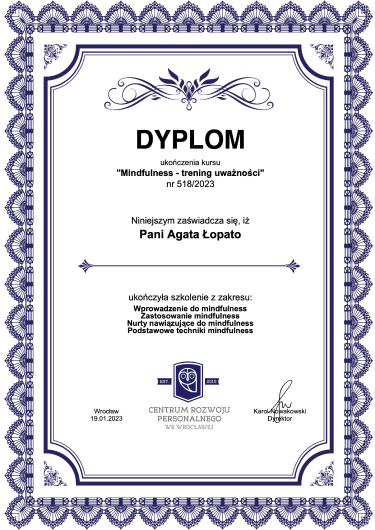 DYPLOM
ukończenia kursu
"Mindfulness - trening uważności"
nr 518/2023
Niniejszym zaświadcza się, iż
Pani Agata Łopato
ukończyła szkolenie z zakresu:
Wprowadzenie do mindfulness
Zastosowanie mindfulness
Nurty nawiązujące do mindfulness
Podstawowe techniki mindfulness
EST. 2015
CENTRUM ROZWOJU
PERSONALNEGO
WE WROCŁAWIU
Wrocław
19.01.2023
Karol Nowakowski
Dyrektor